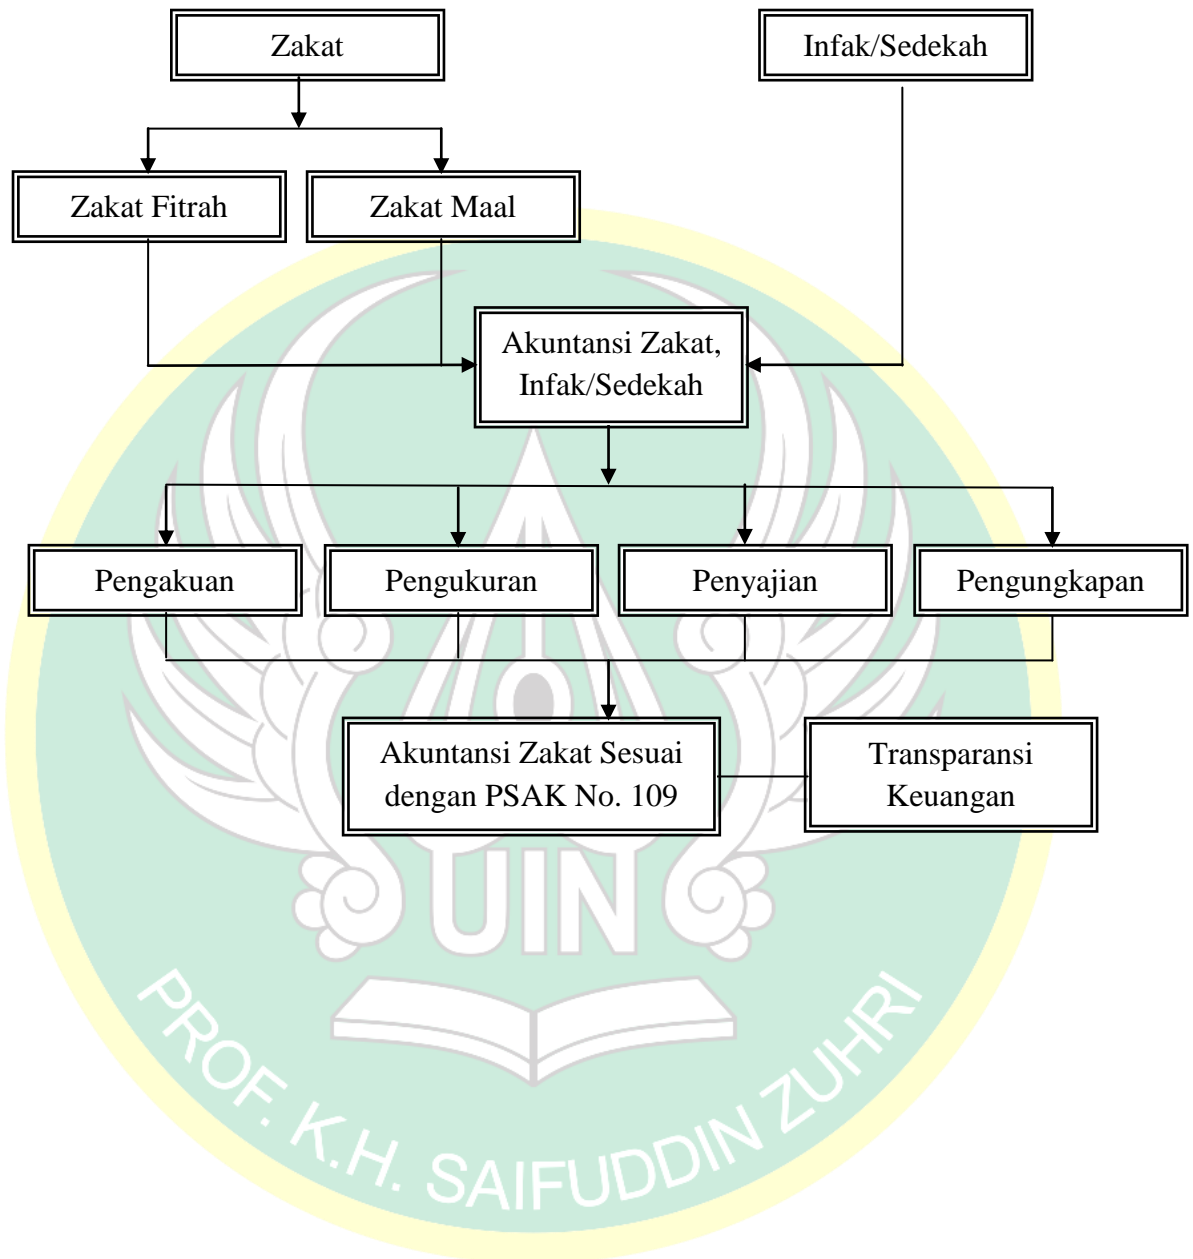 Zakat
Infak/Sedekah
Zakat Fitrah
Zakat Maal
Akuntansi Zakat,
Infak/Sedekah
Pengakuan
Pengukuran
Penyajian
Pengungkapan
Akuntansi Zakat Sesuai
dengan PSAK No. 109
Transparansi
Keuangan
UIN
PROF. K.H. SAIFUDDIN ZUHRI